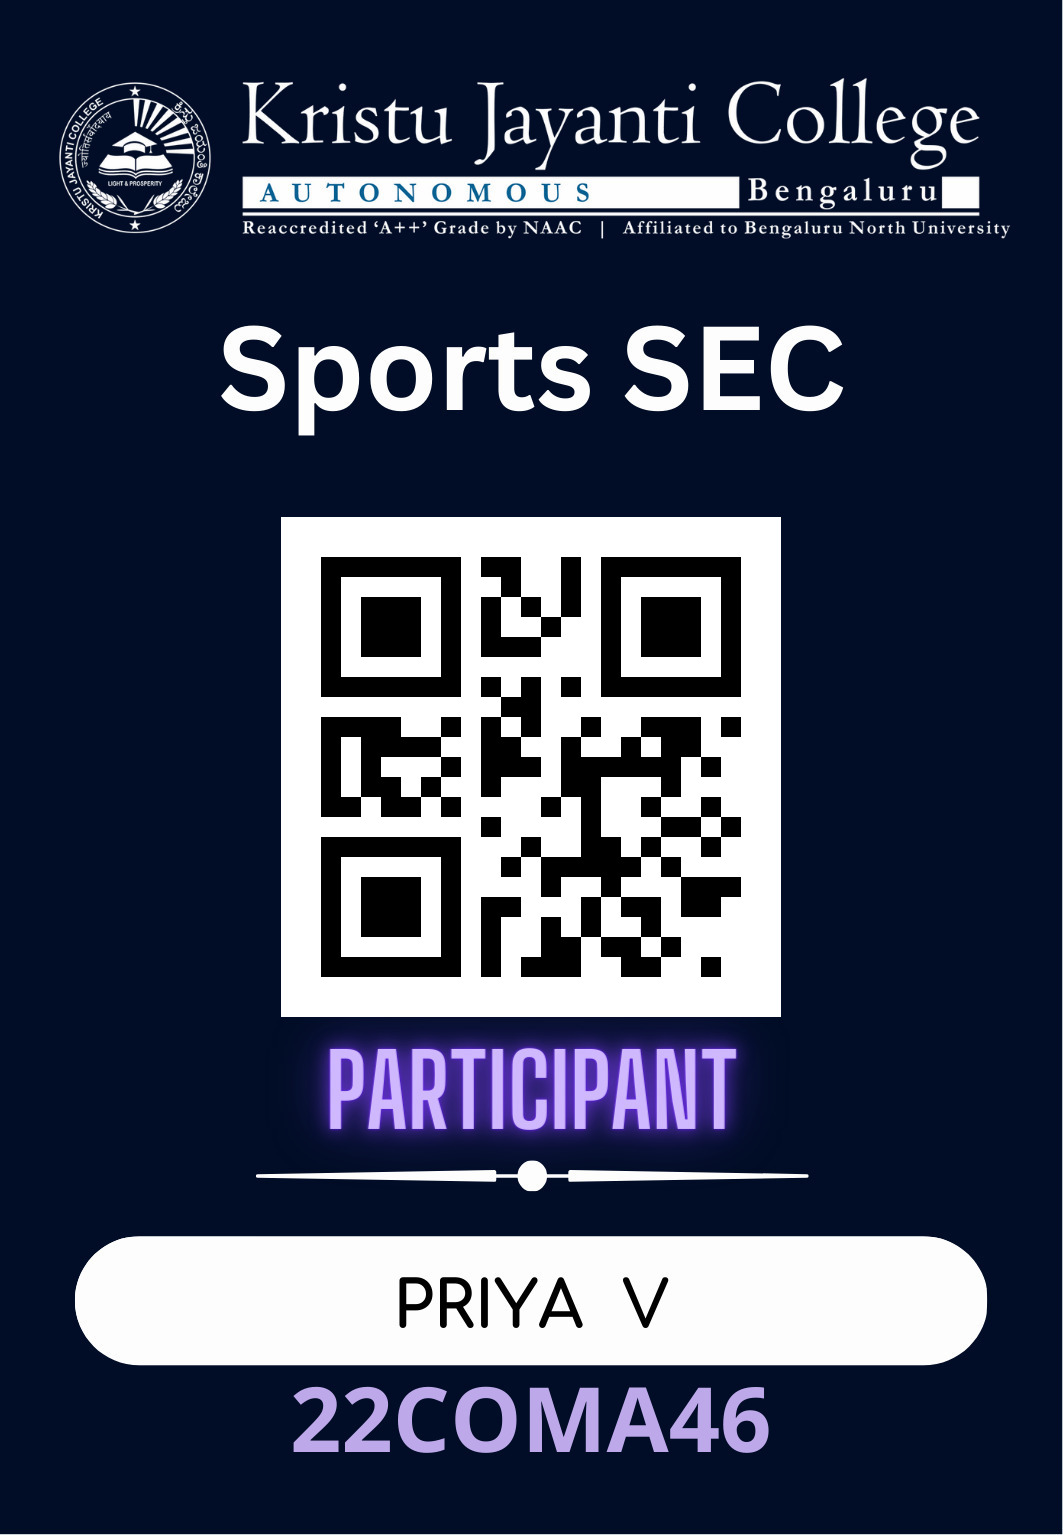 KRISTU JAYANTI COLLEGE
ಕ್ರಿಸ್ತು ಜಯಂತಿ ಕಾಲೇಜು
LIGHT & PROSPERITY
Kristu Jayanti College
AUTONOMOUS Bengaluru
Reaccredited ‘A++’ Grade by NAAC | Affiliated to Bengaluru North University
Sports SEC
PARTICIPANT
PRIYA V
22COMA46